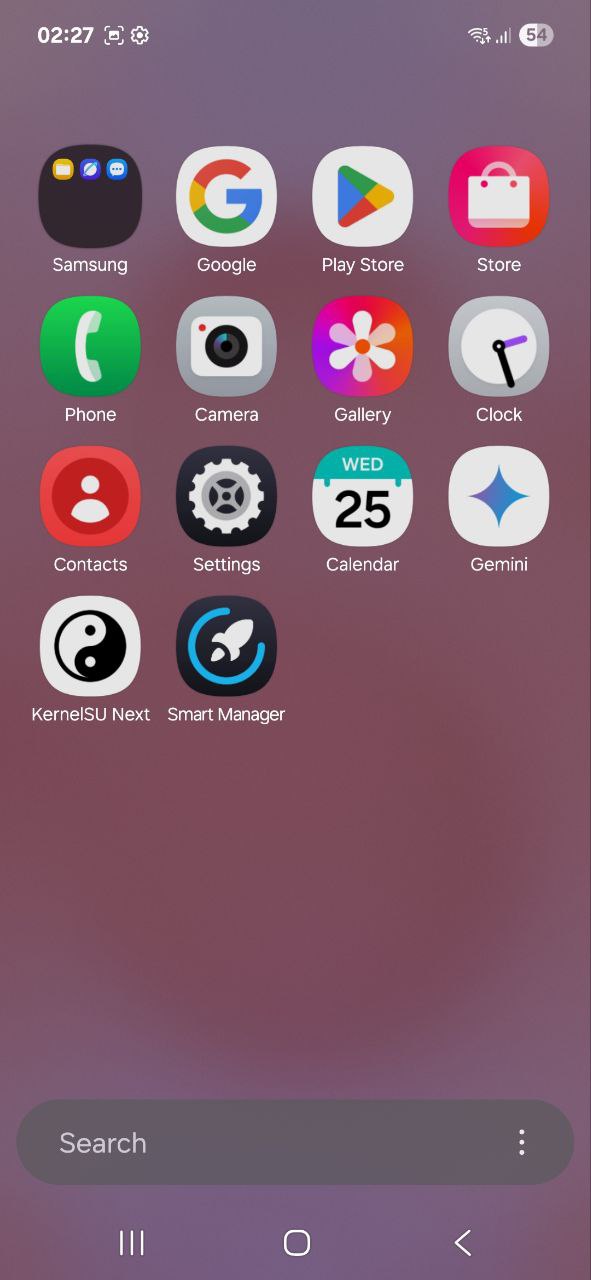 02:27
54
Samsung
Google
Play Store
Store
Phone
Camera
Gallery
Clock
WED
25
Contacts
Settings
Calendar
Gemini
KernelSU Next
Smart Manager
Search